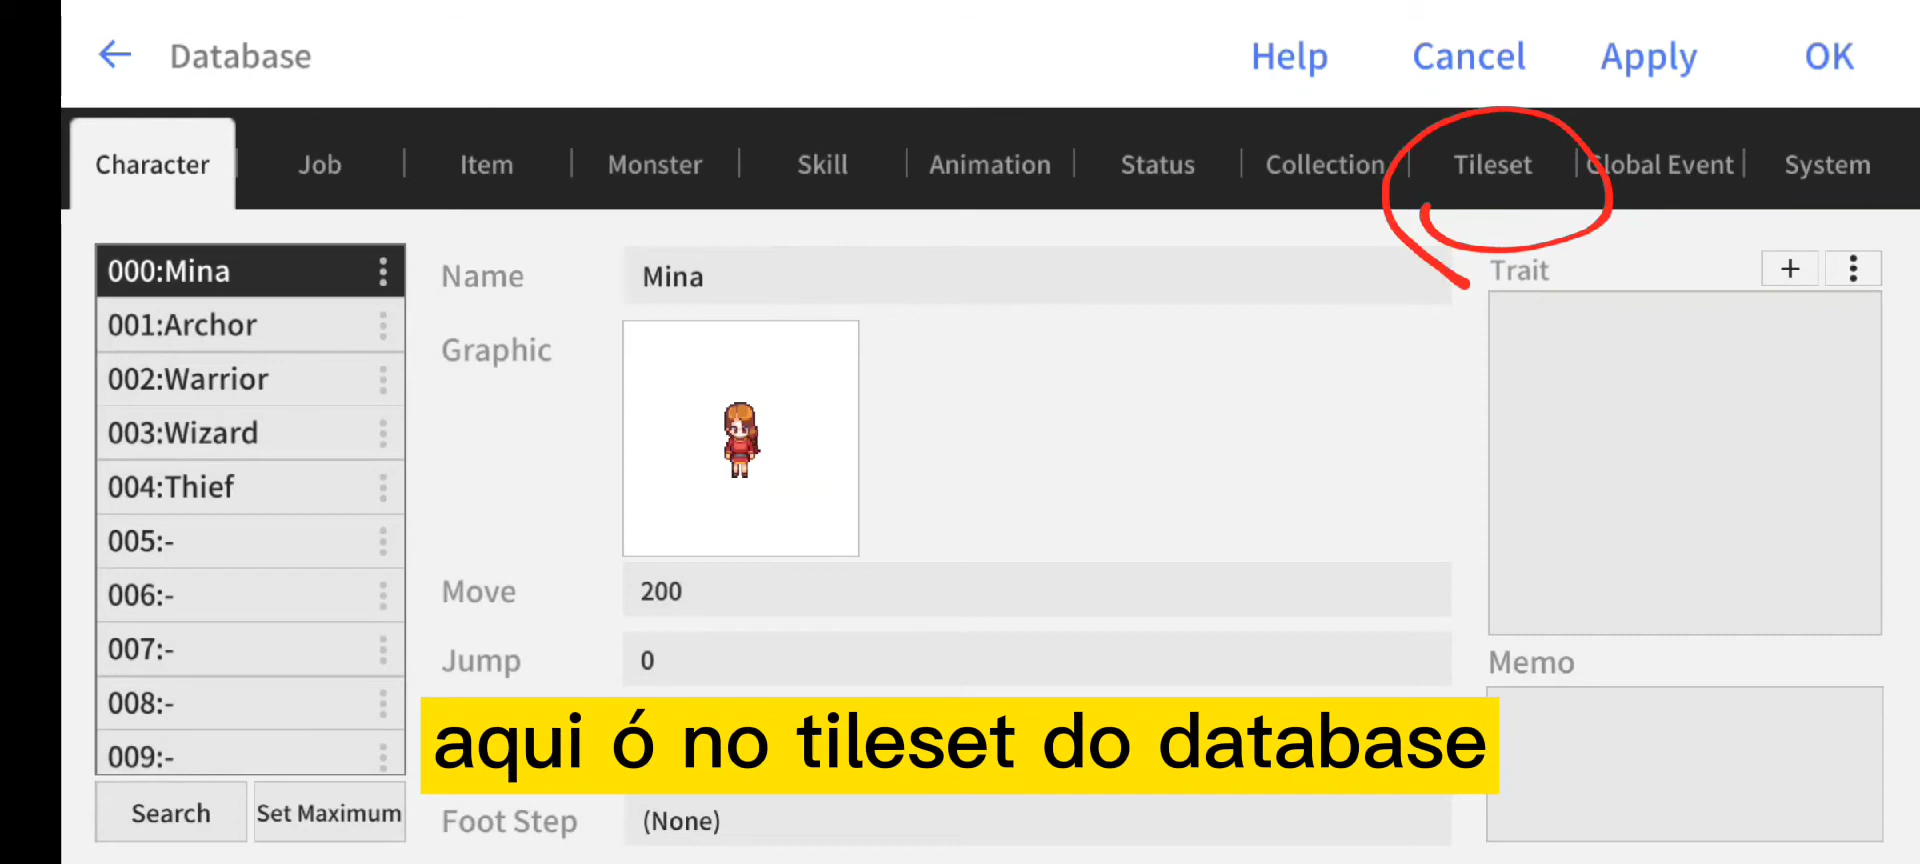 Database
Help
Cancel
Apply
OK
Character
Job
Item
Monster
Skill
Animation
Status
Collection
Tileset
Global Event
System
000:Mina
001:Archor
002:Warrior
003:Wizard
004:Thief
005:-
006:-
007:-
008:-
009:-
Search
Set Maximum
Name
Mina
Graphic
Move
200
Jump
0
aqui ó no tileset do database
Foot Step
(None)
Trait
+
Memo